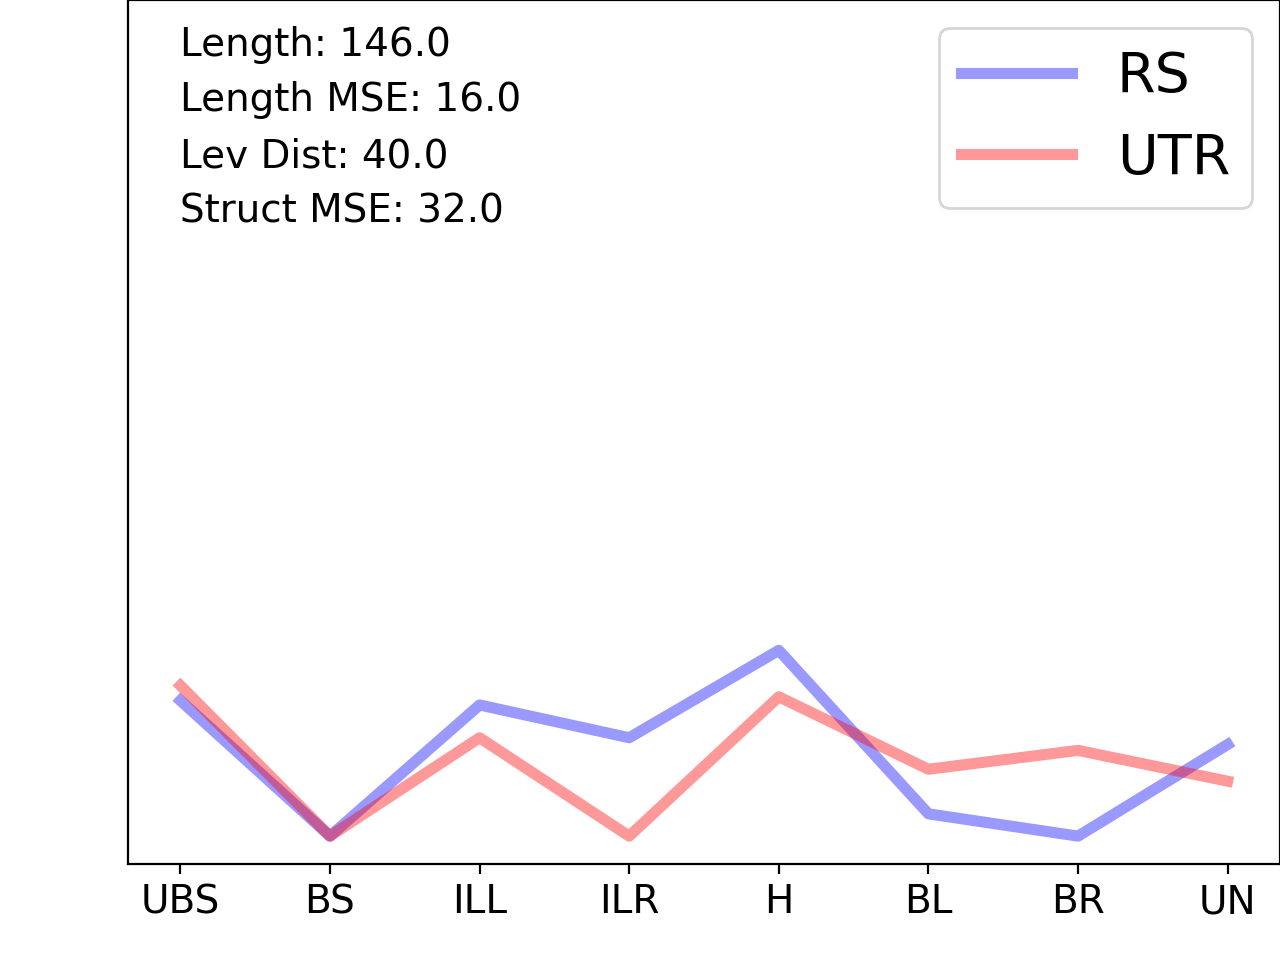 Length: 146.0
Length MSE: 16.0
Lev Dist: 40.0
Struct MSE: 32.0
RS
UTR
UBS BS ILL ILR H BL BR UN